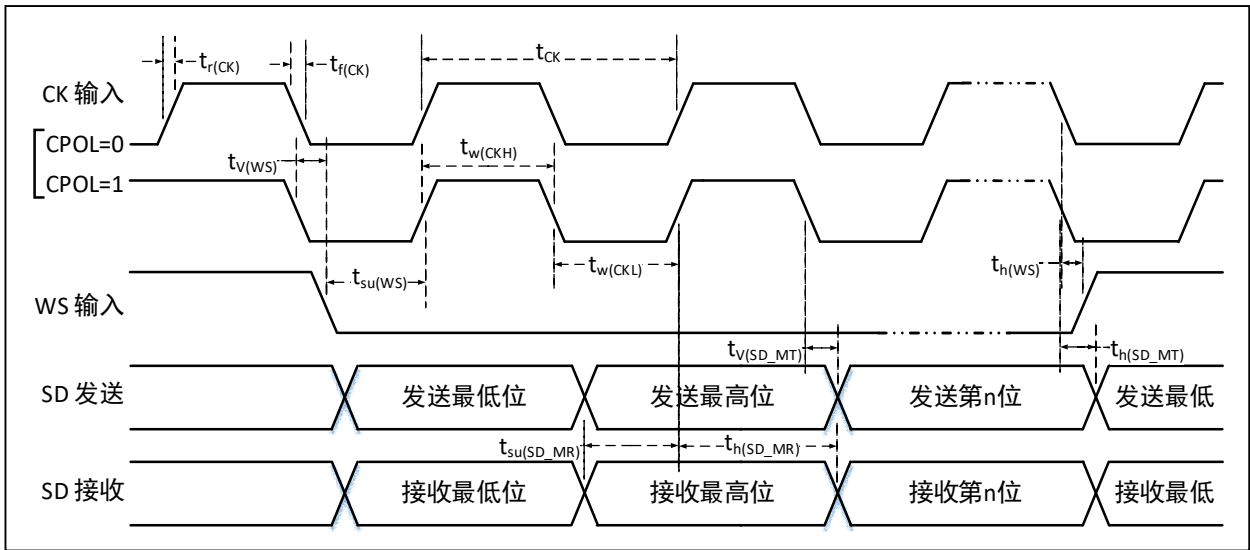 t_r(CK)
t_f(CK)
t_CK
CK 输入
CPOL=0
t_V(WS)
t_w(CKH)
CPOL=1
t_su(WS)
t_w(CKL)
t_h(WS)
WS 输入
t_V(SD_MT)
t_h(SD_MT)
SD 发送
发送最低位
发送最高位
发送第n位
发送最低
t_su(SD_MR)
t_h(SD_MR)
SD 接收
接收最低位
接收最高位
接收第n位
接收最低